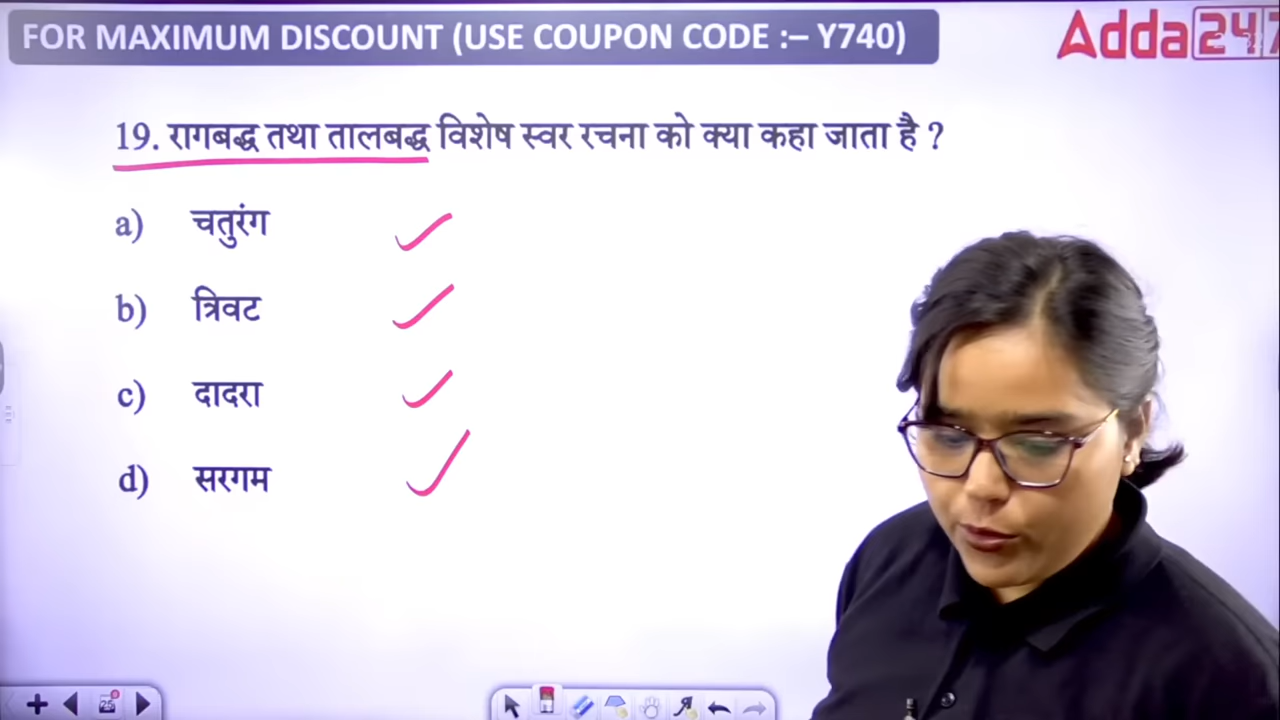 FOR MAXIMUM DISCOUNT (USE COUPON CODE :– Y740)
Adda247
19. रागबद्ध तथा तालबद्ध विशेष स्वर रचना को क्या कहा जाता है ?
a) चतुरंग
b) त्रिवट
c) दादरा
d) सरगम